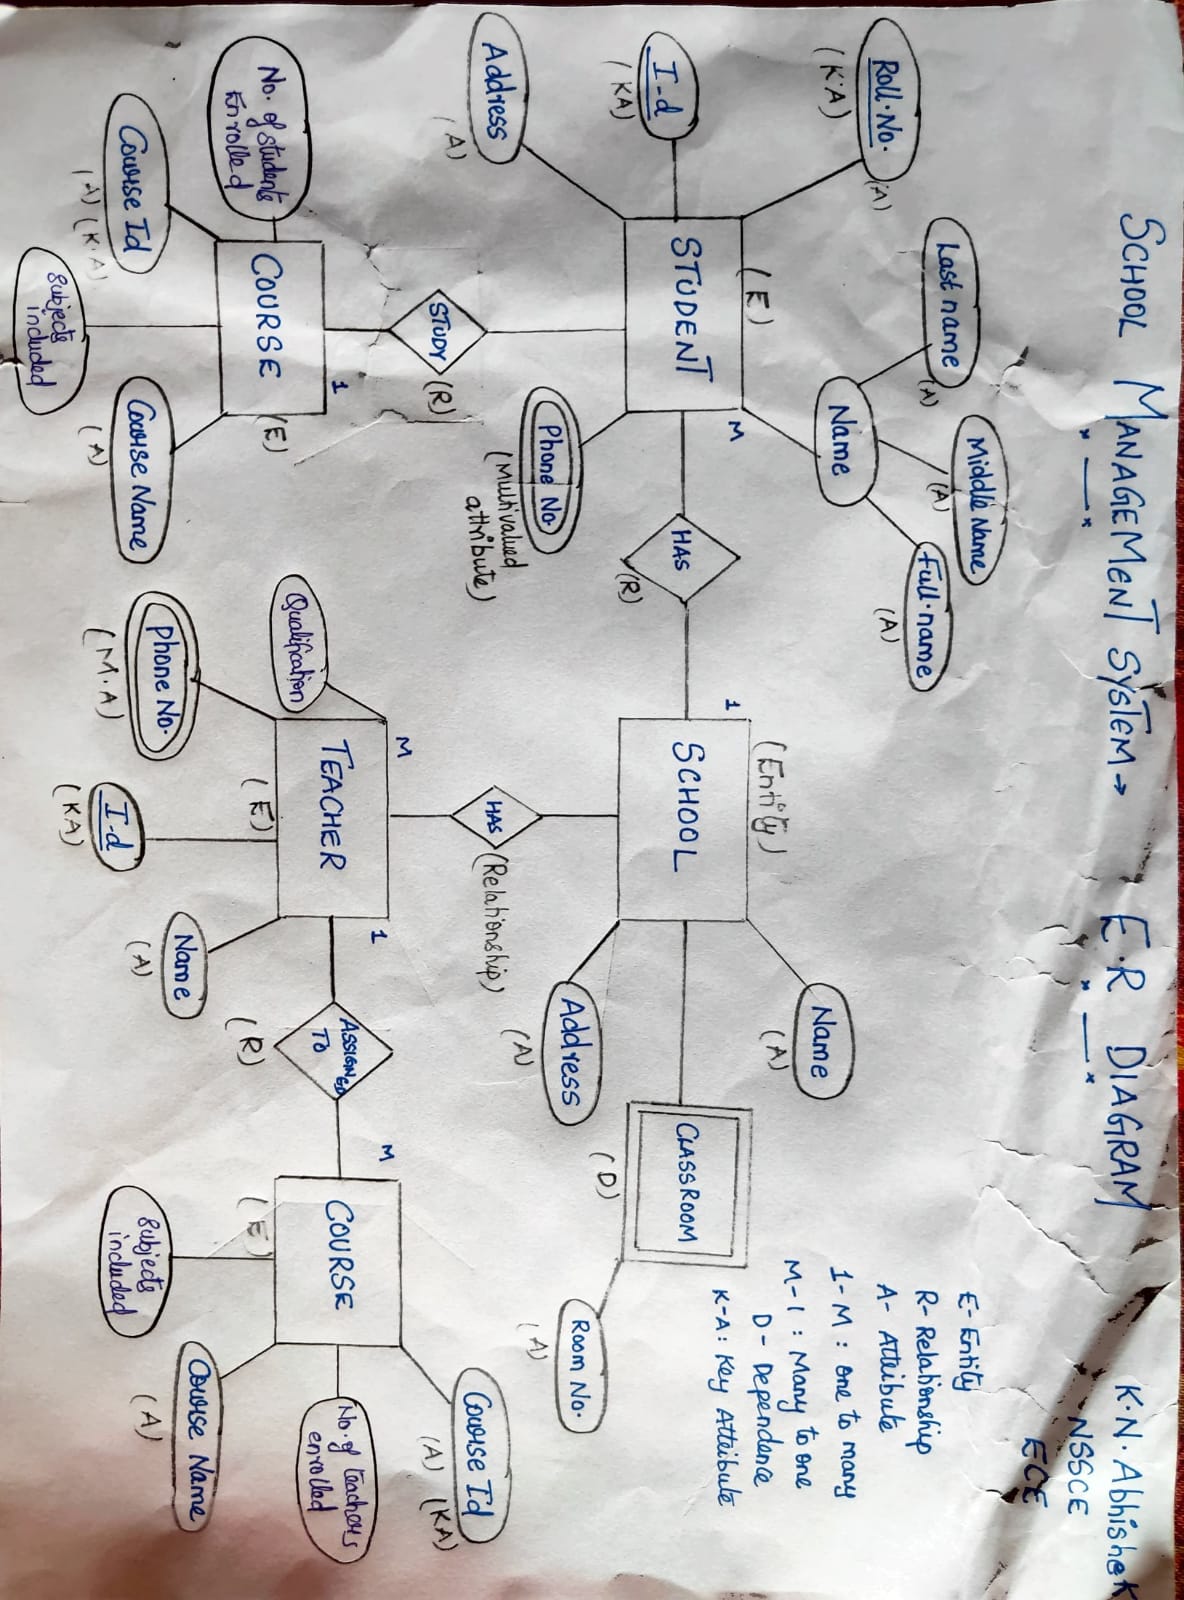 SCHOOL MANAGEMENT SYSTEM → E.R DIAGRAM
K.N.Abhishek
NSSCE
ECE
E- Entity
R- Relationship
A- Attribute
1-M : one to many
M-1 : Many to one
D- Dependence
K-A: Key Attribute
Roll.No.
(K.A)
(A)
I-d
(KA)
Address
(A)
STUDENT
(E)
Last name
(A)
Middle Name
(A)
Full-name
(A)
Name
Phone No.
(Multivalued
attribute)
M
HAS
(R)
1
SCHOOL
(Entity)
Name
(A)
Address
(A)
CLASSROOM
(D)
Room No.
(A)
STUDY
(R)
1
COURSE
(E)
No. of students
Enrolled
Course Id
(A) (K.A)
Subjects
included
Course Name
(A)
HAS
(Relationship)
M
TEACHER
(E)
Qualification
Phone No.
(M.A)
I-d
(KA)
Name
(A)
1
ASSIGNED
TO
(R)
M
COURSE
(E)
Subjects
included
Course Name
(A)
No. of teachers
enrolled
Course Id
(A) (KA)